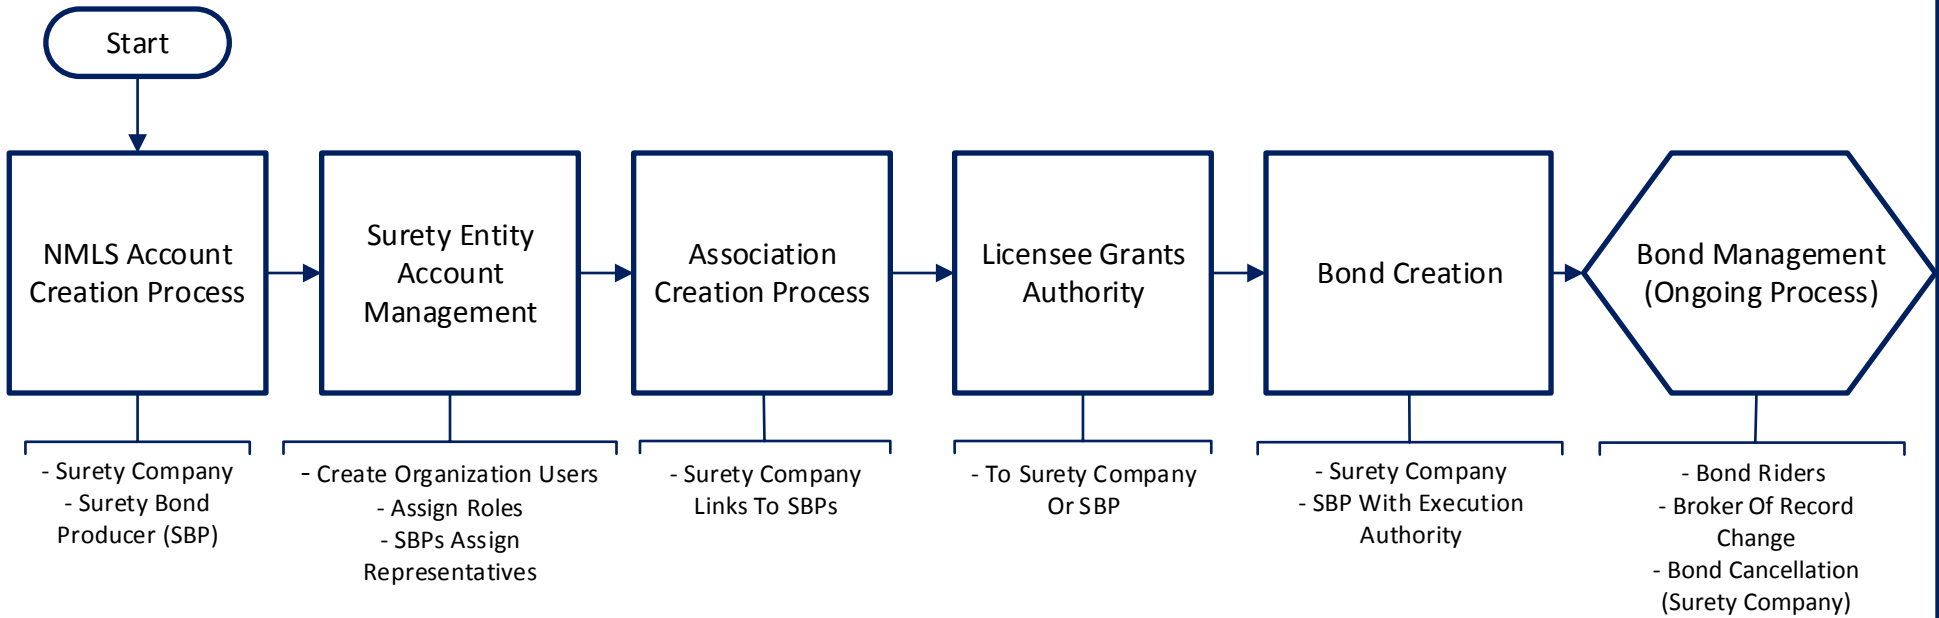 Start
NMLS Account
Creation Process
Surety Entity
Account
Management
Association
Creation Process
Licensee Grants
Authority
Bond Creation
Bond Management
(Ongoing Process)
- Surety Company
- Surety Bond
Producer (SBP)
- Create Organization Users
- Assign Roles
- SBPs Assign
Representatives
- Surety Company
Links To SBPs
- To Surety Company
Or SBP
- Surety Company
- SBP With Execution
Authority
- Bond Riders
- Broker Of Record
Change
- Bond Cancellation
(Surety Company)